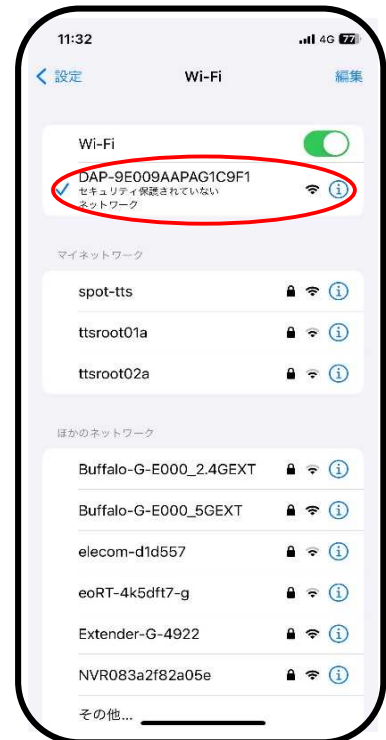 11:32 4G 77
設定 Wi-Fi 編集
Wi-Fi
DAP-9E009AAPAG1C9F1
セキュリティ保護されていない
ネットワーク
マイネットワーク
spot-tts
ttsroot01a
ttsroot02a
ほかのネットワーク
Buffalo-G-E000_2.4GEXT
Buffalo-G-E000_5GEXT
elecom-d1d557
eoRT-4k5dft7-g
Extender-G-4922
NVR083a2f82a05e
その他...